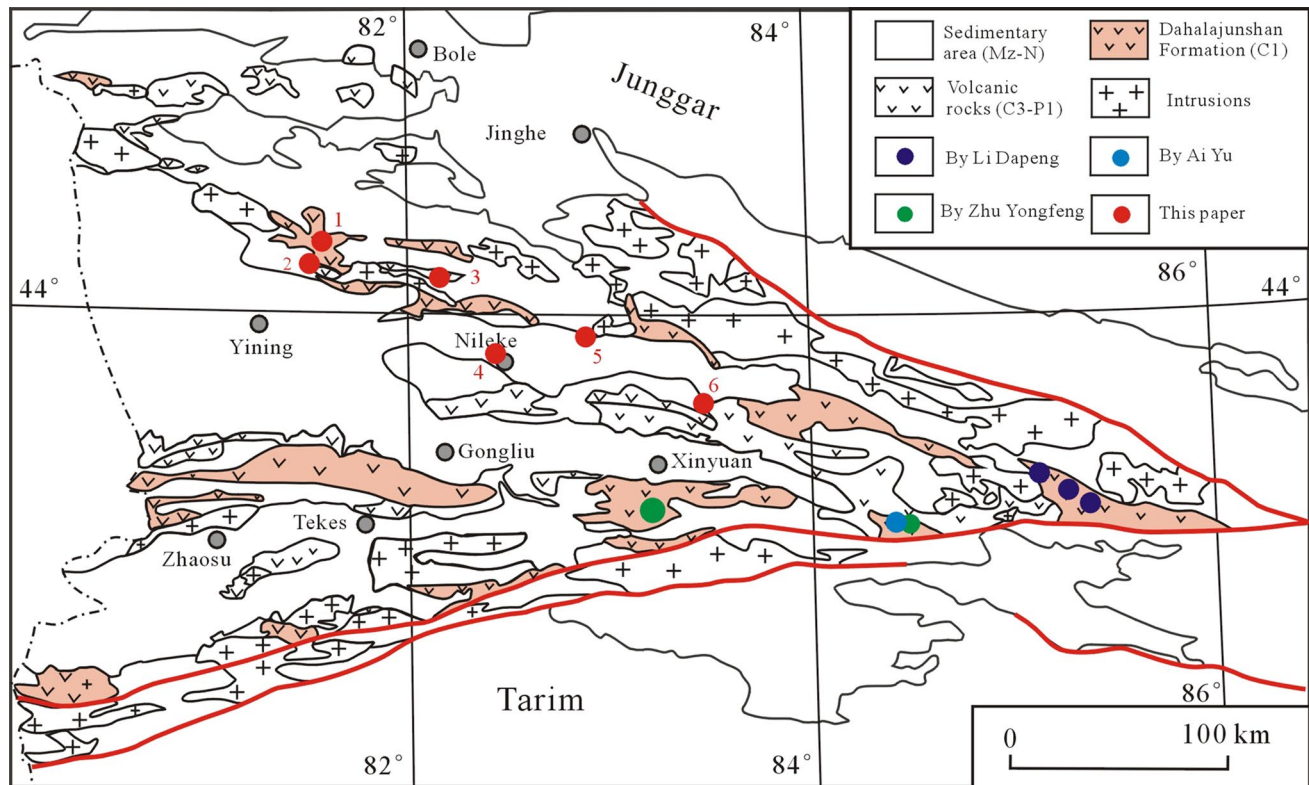 82°
84°
Bole
Junggar
Jinghe
Sedimentary
area (Mz-N)
Dahalajunshan
Formation (C1)
Volcanic
rocks (C3-P1)
Intrusions
By Li Dapeng
By Ai Yu
By Zhu Yongfeng
This paper
1
2
3
86°
44°
44°
Yining
Nileke
4
5
6
Gongliu
Xinyuan
Tekes
Zhaosu
Tarim
86°
82°
84°
0
100 km